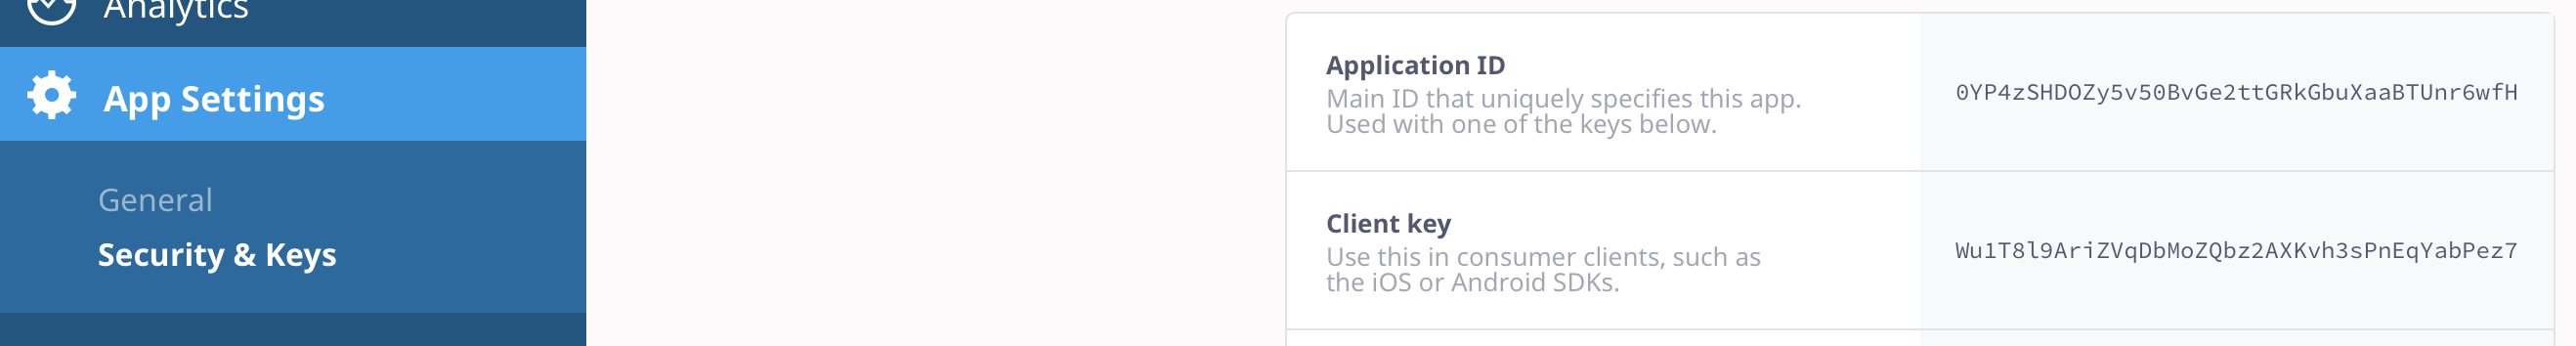 Analytics
App Settings
General
Security & Keys
Application ID
Main ID that uniquely specifies this app.
Used with one of the keys below.
0YP4zSHDOZy5v50BvGe2ttGRkGbuXaaBTUnr6wfH
Client key
Use this in consumer clients, such as
the iOS or Android SDKs.
Wu1T8l9AriZVqDbMoZQbz2AXKvh3sPnEqYabPez7